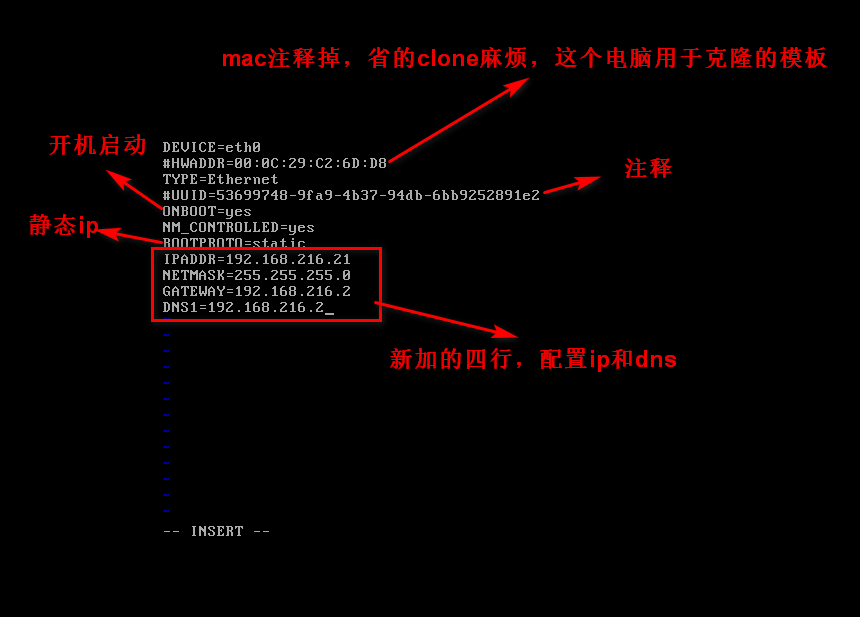 mac注释掉，省的clone麻烦，这个电脑用于克隆的模板
开机启动
DEVICE=eth0
#HWADDR=00:0C:29:C2:6D:D8
注释
TYPE=Ethernet
#UUID=53699748-9fa9-4b37-94db-6bb9252891e2
ONBOOT=yes
静态ip
NM_CONTROLLED=yes
BOOTPROTO=static
IPADDR=192.168.216.21
NETMASK=255.255.255.0
GATEWAY=192.168.216.2
DNS1=192.168.216.2_
新加的四行，配置ip和dns
~
~
~
~
~
~
~
~
~
~
~
~
-- INSERT --